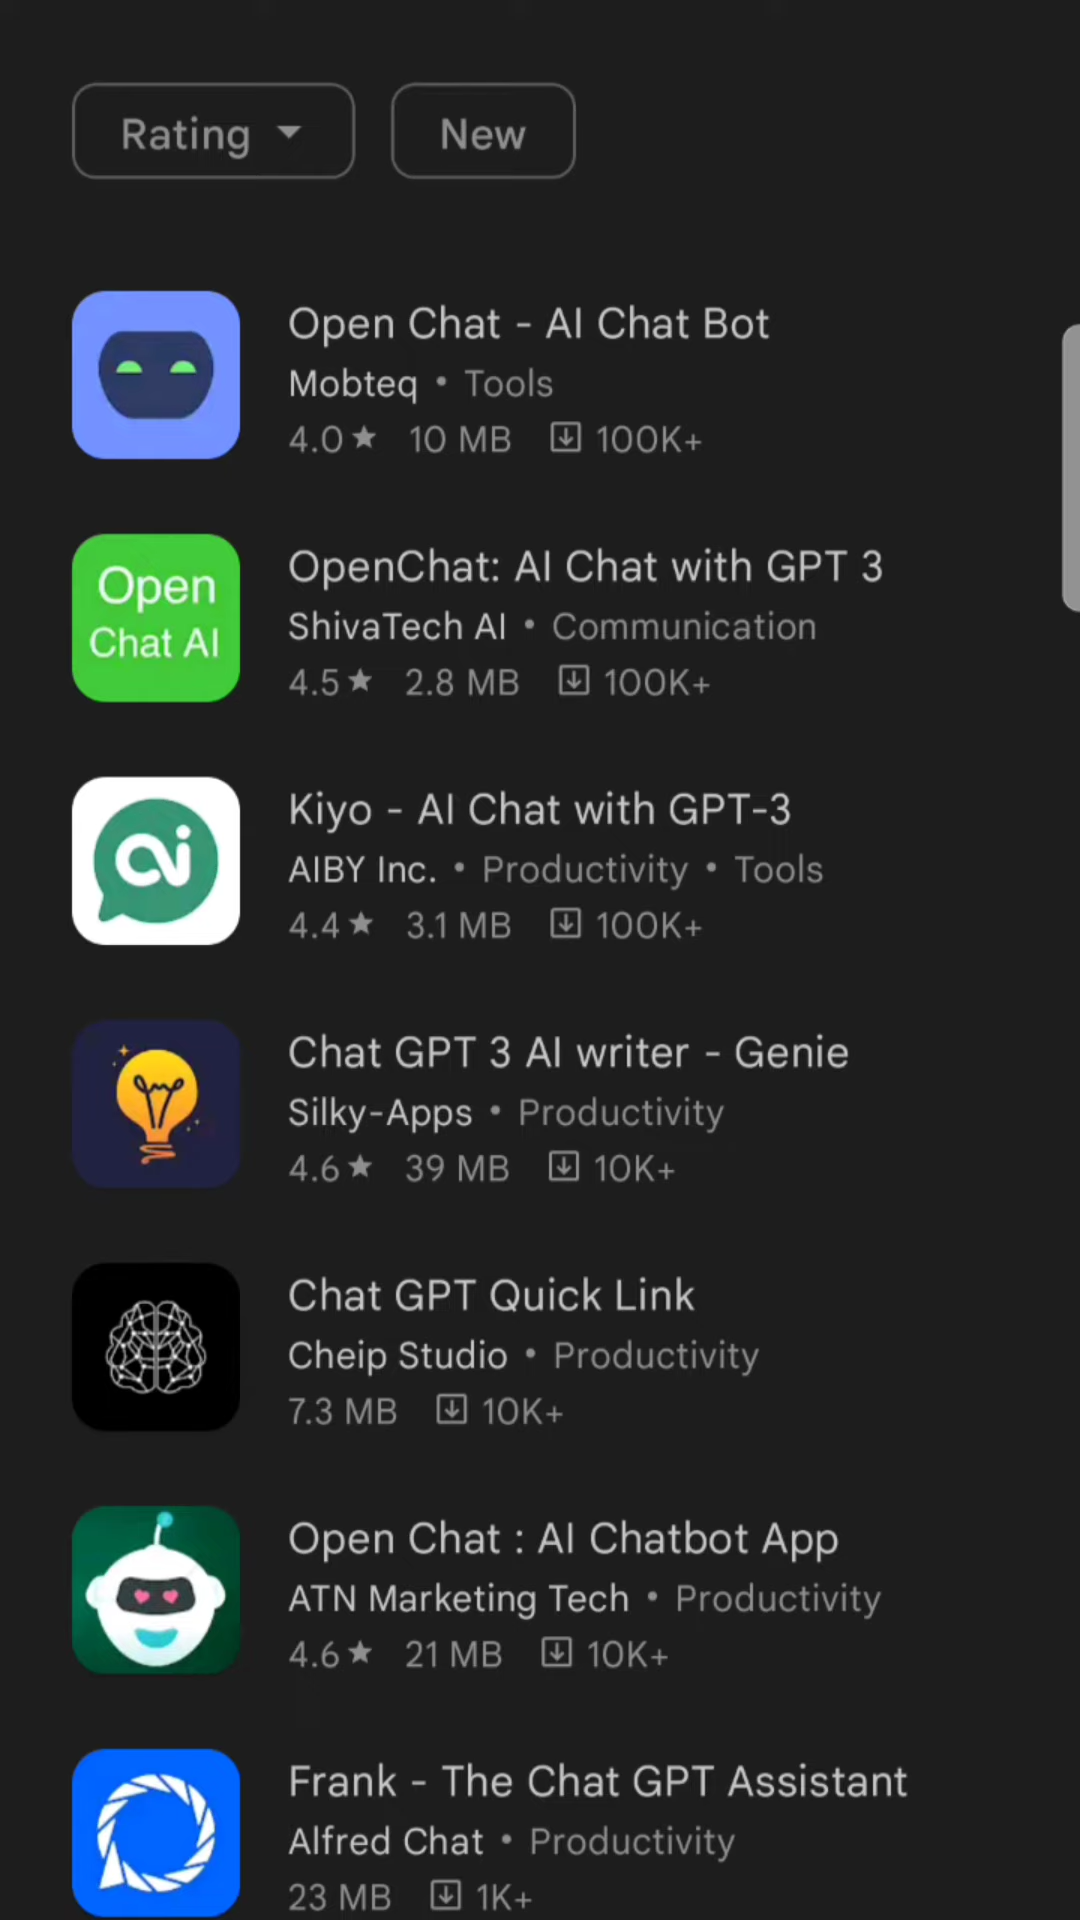 Rating
New
Open Chat - AI Chat Bot
Mobteq • Tools
4.0★ 10 MB 100K+
Open
Chat AI
OpenChat: AI Chat with GPT 3
ShivaTech AI • Communication
4.5★ 2.8 MB 100K+
ai
Kiyo - AI Chat with GPT-3
AIBY Inc. • Productivity • Tools
4.4★ 3.1 MB 100K+
Chat GPT 3 AI writer - Genie
Silky-Apps • Productivity
4.6★ 39 MB 10K+
Chat GPT Quick Link
Cheip Studio • Productivity
7.3 MB 10K+
Open Chat : AI Chatbot App
ATN Marketing Tech • Productivity
4.6★ 21 MB 10K+
Frank - The Chat GPT Assistant
Alfred Chat • Productivity
23 MB 1K+